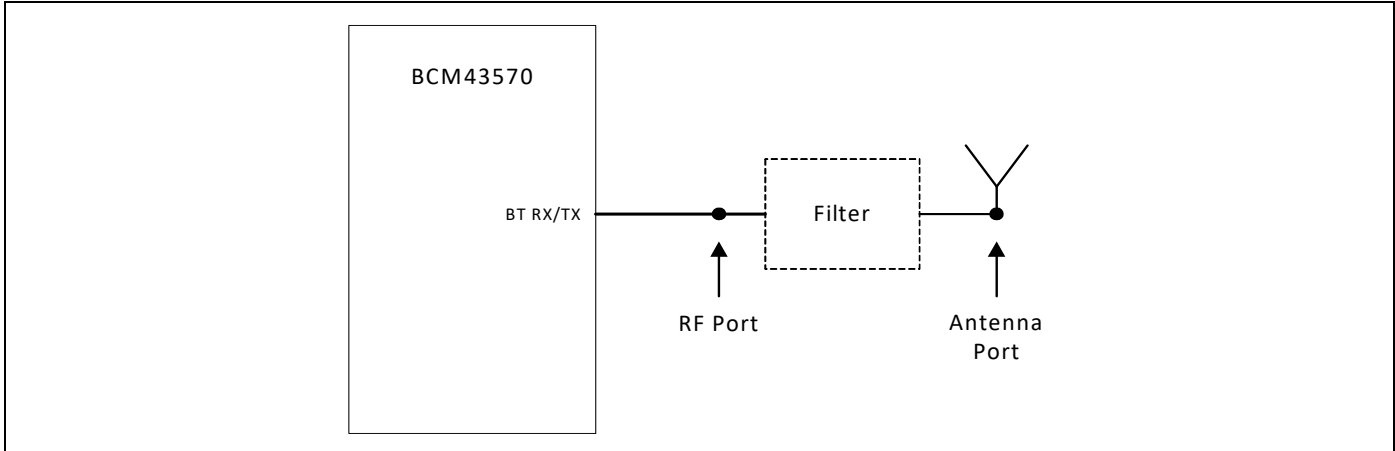 BCM43570
BT RX/TX
Filter
RF Port
Antenna
Port